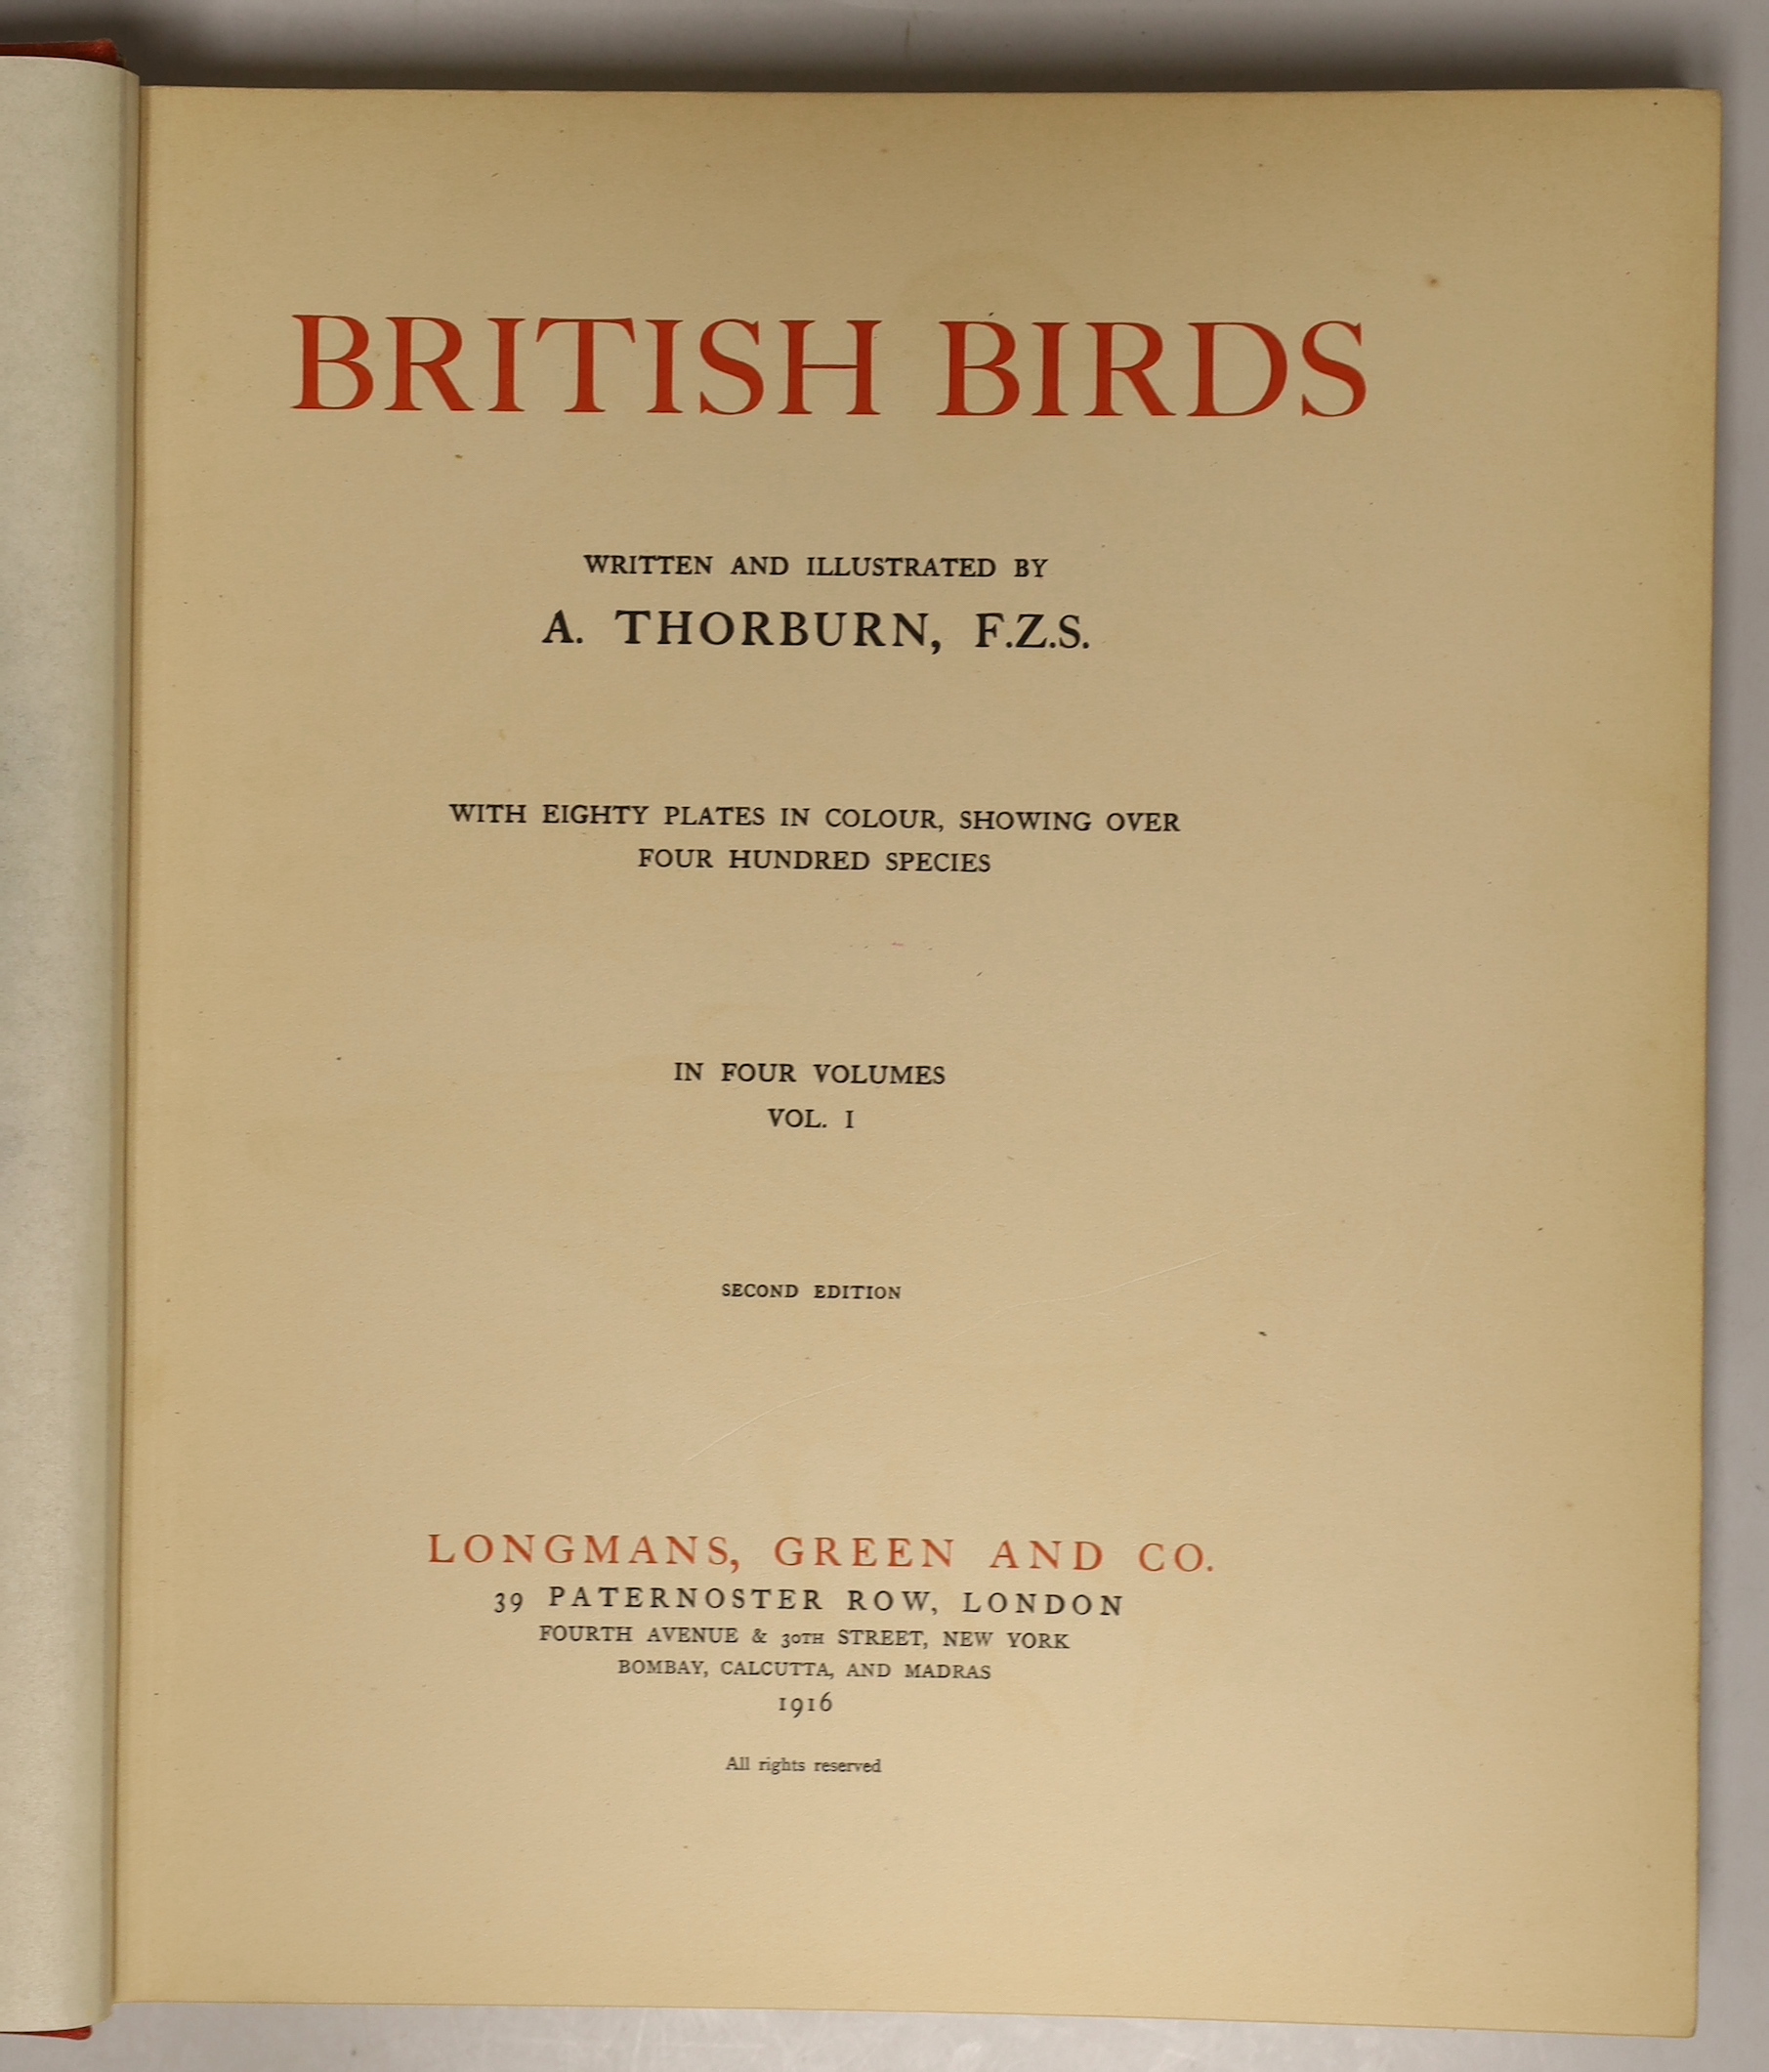 BRITISH BIRDS
WRITTEN AND ILLUSTRATED BY
A. THORBURN, F.Z.S.
WITH EIGHTY PLATES IN COLOUR, SHOWING OVER
FOUR HUNDRED SPECIES
IN FOUR VOLUMES
VOL. I
SECOND EDITION
LONGMANS, GREEN AND CO.
39 PATERNOSTER ROW, LONDON
FOURTH AVENUE & 30TH STREET, NEW YORK
BOMBAY, CALCUTTA, AND MADRAS
1916
All rights reserved